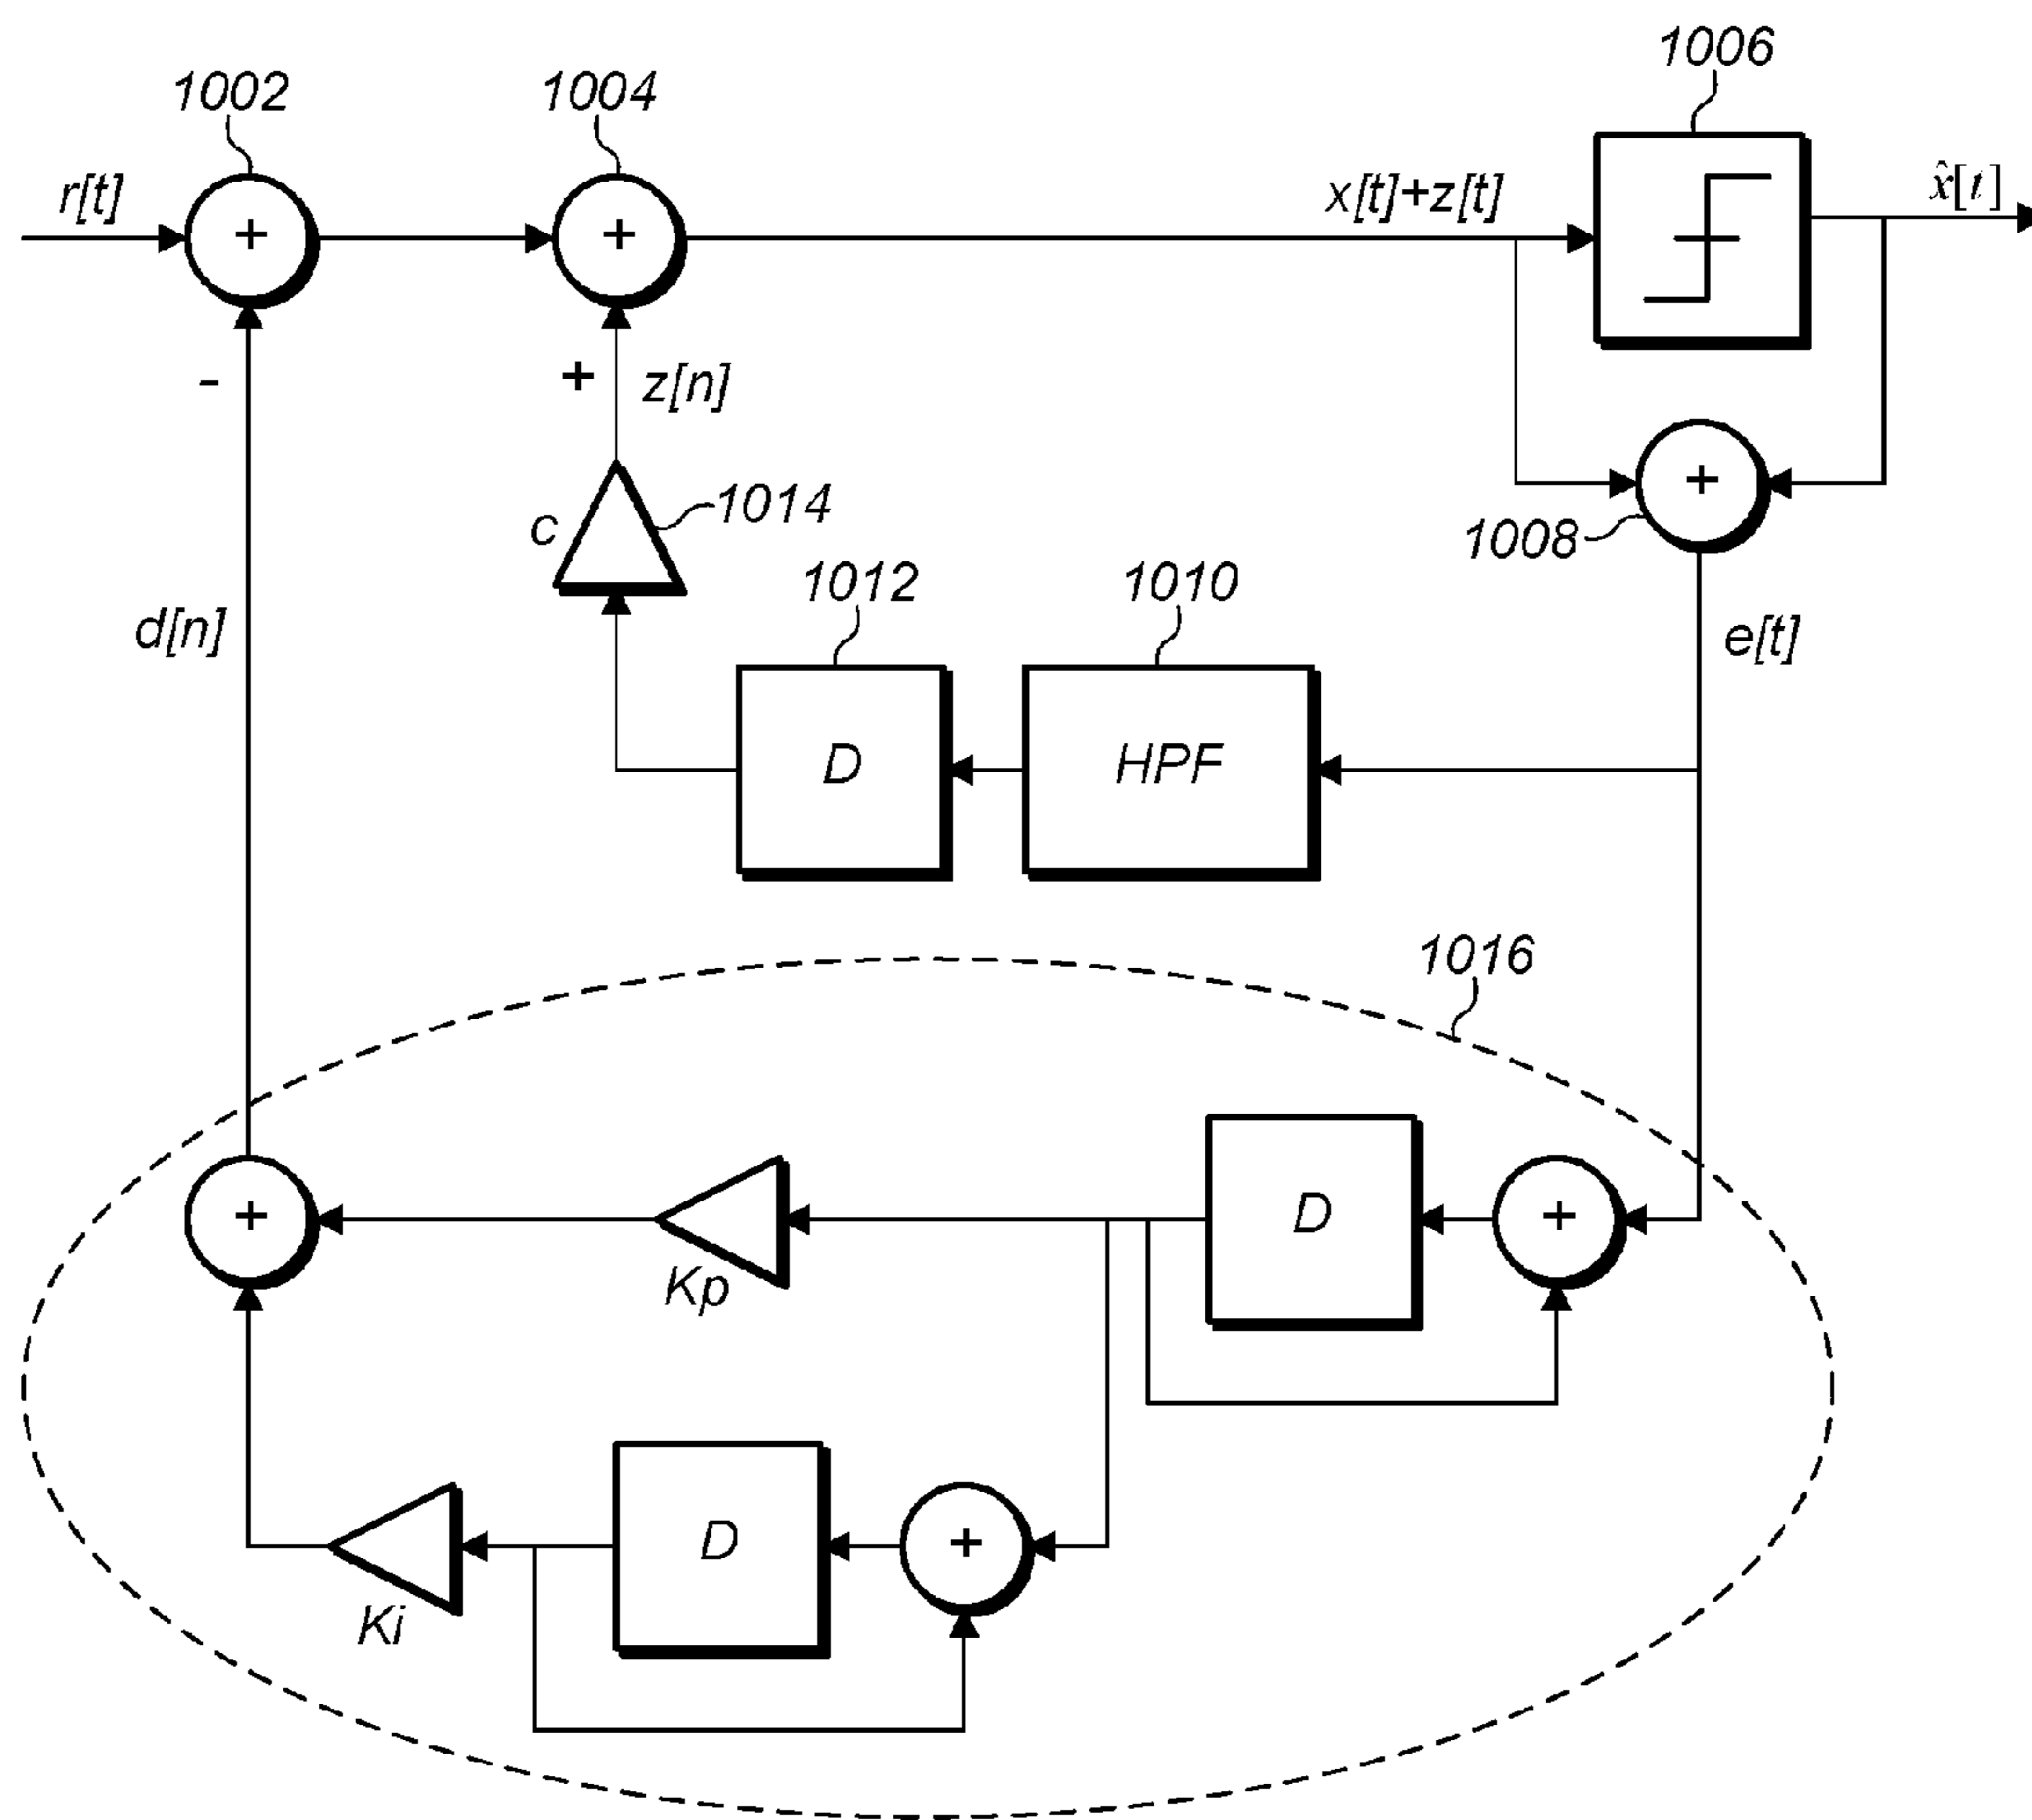 1006
1002
1004
r[t]
+
+
x[t]+z[t]
x̂[t]
-
+
z[n]
c
1014
+
1008
1012
1010
d[n]
e[t]
D
HPF
1016
+
Kp
D
+
Ki
D
+